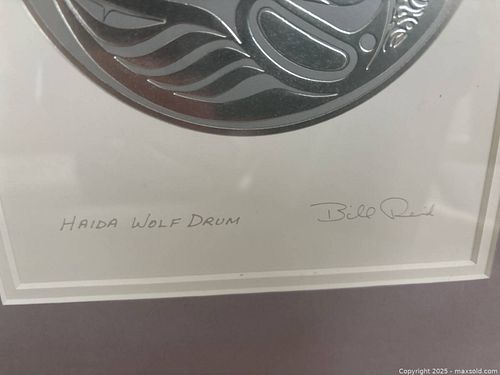 HAIDA WOLF DRUM
Bill Reid
Copyright 2025 - maxsold.com